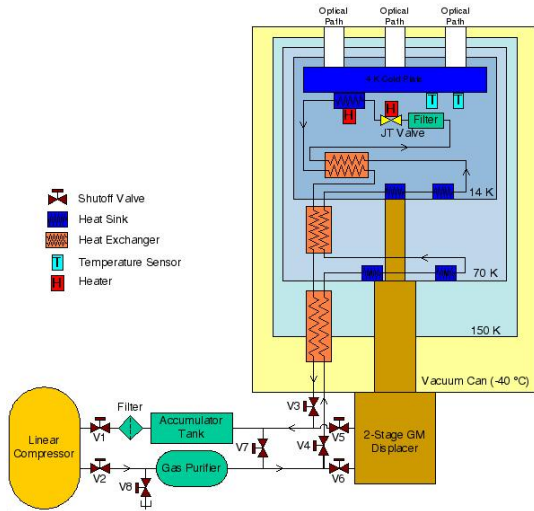 Optical
Path
Optical
Path
Optical
Path
4 K Cold Plate
H
H
T
T
Filter
JT Valve
14 K
70 K
150 K
Vacuum Can (-40 °C)
Shutoff Valve
Heat Sink
Heat Exchanger
T
Temperature Sensor
H
Heater
V3
Filter
Accumulator
Tank
V1
V5
Linear
Compressor
V7
V4
2-Stage GM
Displacer
V2
Gas Purifier
V6
V8